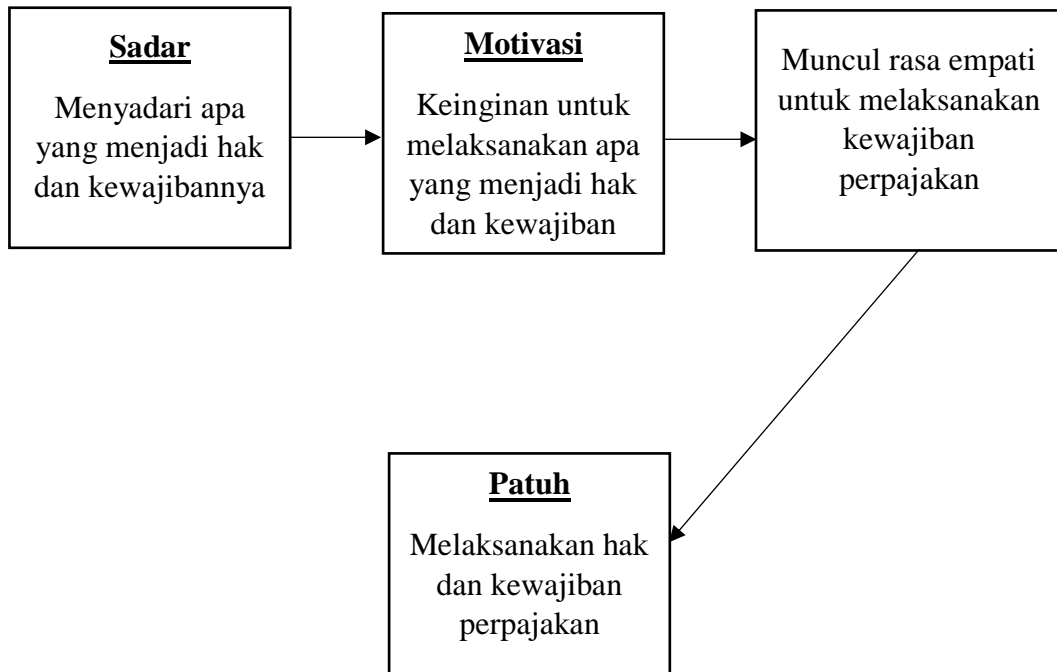 Sadar
Menyadari apa
yang menjadi hak
dan kewajibannya
Motivasi
Keinginan untuk
melaksanakan apa
yang menjadi hak
dan kewajiban
Muncul rasa empati
untuk melaksanakan
kewajiban
perpajakan
Patuh
Melaksanakan hak
dan kewajiban
perpajakan